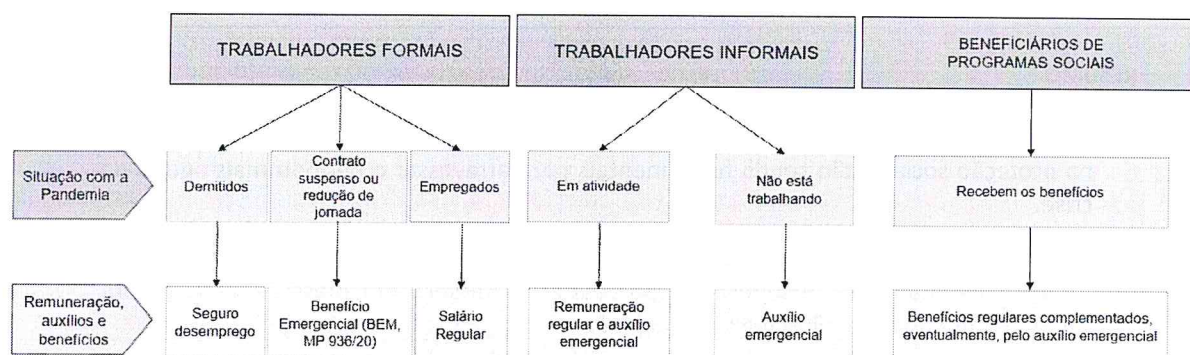 TRABALHADORES FORMAIS
TRABALHADORES INFORMAIS
BENEFÍCIÁRIOS DE
PROGRAMAS SOCIAIS
Situação com a
Pandemia
Demitidos
Contrato
suspenso ou
redução de
jornada
Empregados
Em atividade
Não está
trabalhando
Recebem os benefícios
Remuneração,
auxílios e
benefícios
Seguro
desemprego
Benefício
Emergencial (BEM,
MP 936/20)
Salário
Regular
Remuneração
regular e auxílio
emergencial
Auxílio
emergencial
Benefícios regulares complementados,
eventualmente, pelo auxílio emergencial